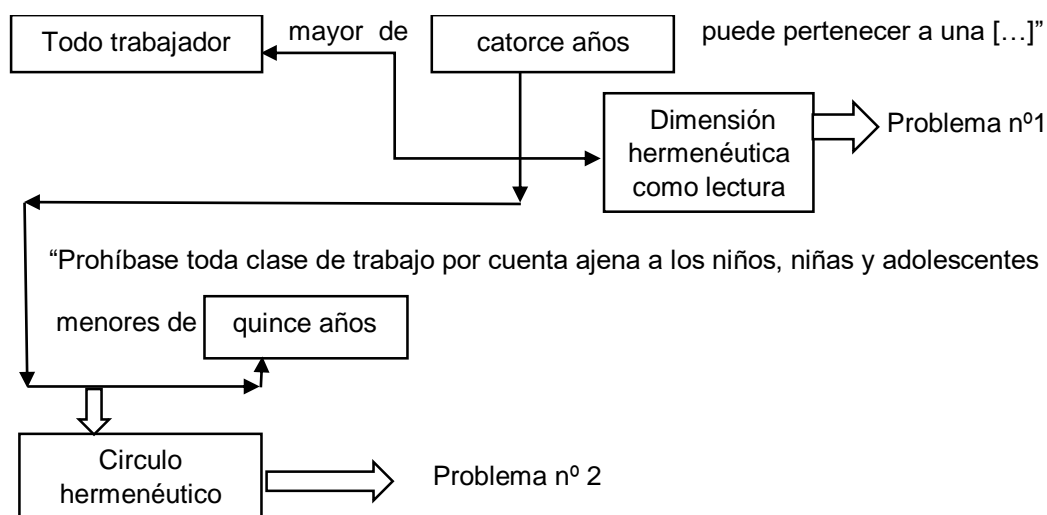 Todo trabajador mayor de catorce años puede pertenecer a una […]”
Dimensión
hermenéutica
como lectura
Problema nº1
“Prohíbase toda clase de trabajo por cuenta ajena a los niños, niñas y adolescentes
menores de quince años
Circulo
hermenéutico
Problema nº 2